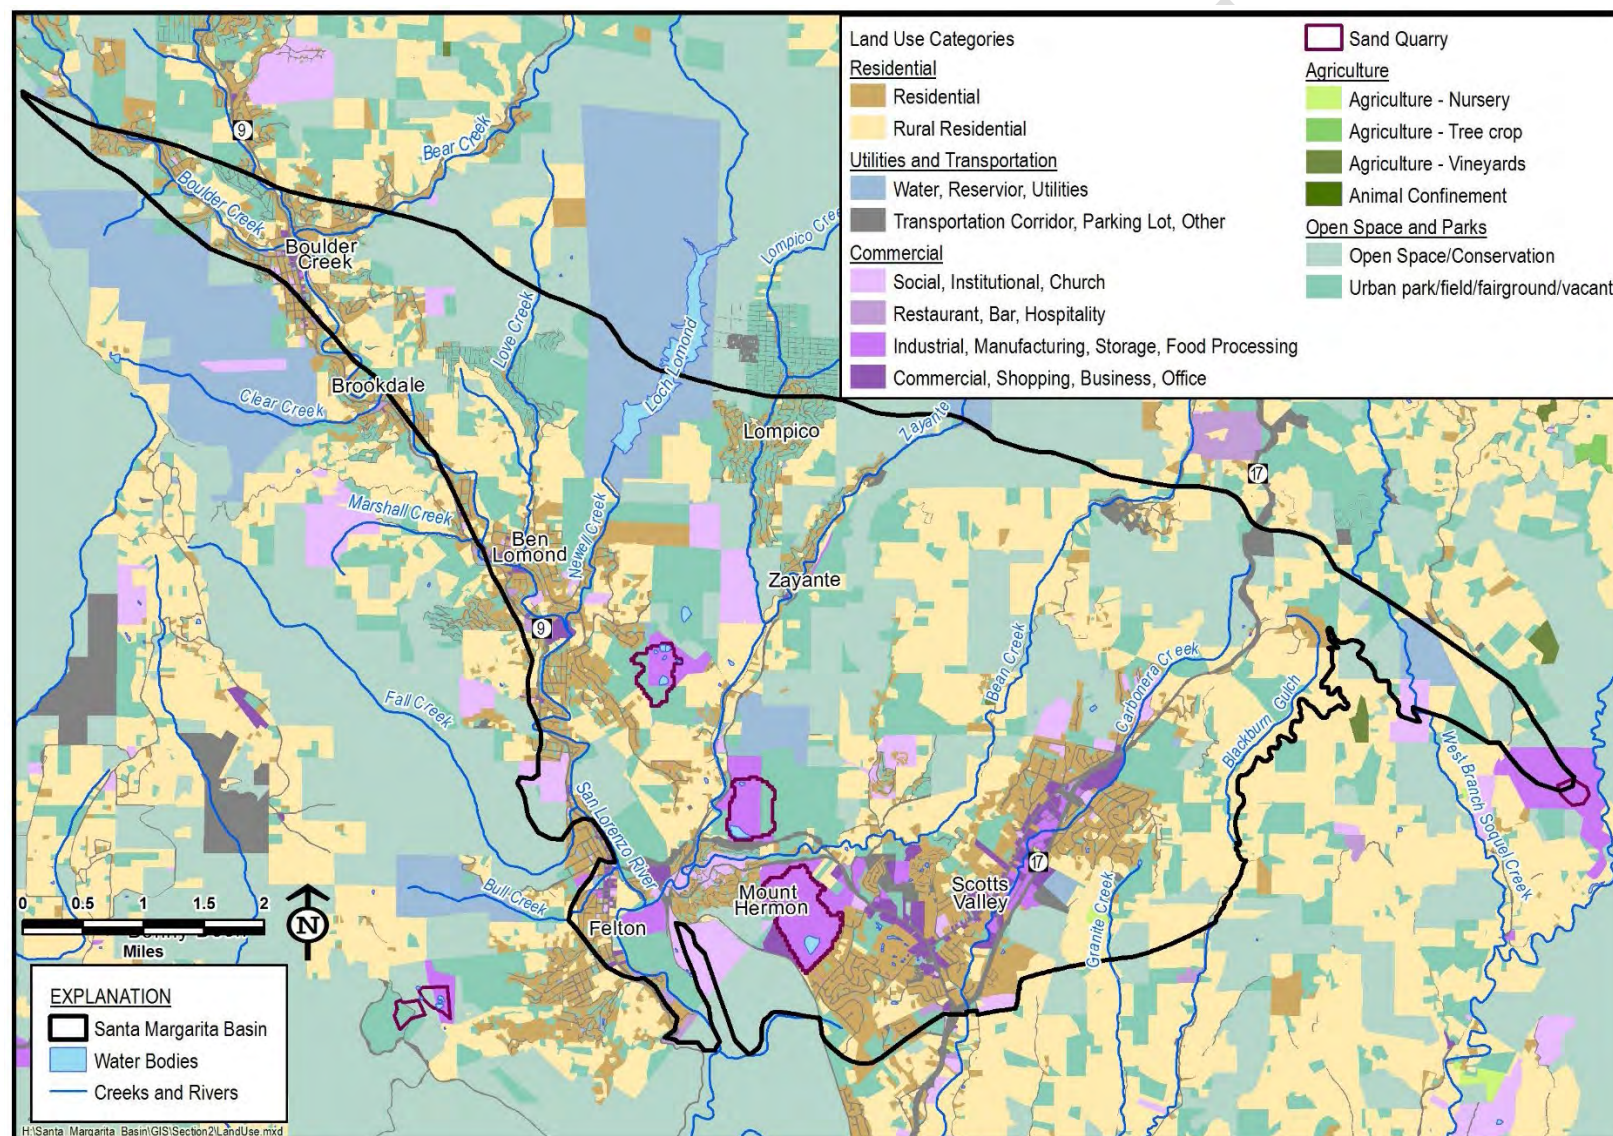 Land Use Categories
Residential
Residential
Rural Residential
Utilities and Transportation
Water, Reservior, Utilities
Transportation Corridor, Parking Lot, Other
Commercial
Social, Institutional, Church
Restaurant, Bar, Hospitality
Industrial, Manufacturing, Storage, Food Processing
Commercial, Shopping, Business, Office
Sand Quarry
Agriculture
Agriculture - Nursery
Agriculture - Tree crop
Agriculture - Vineyards
Animal Confinement
Open Space and Parks
Open Space/Conservation
Urban park/field/fairground/vacant
9
Bear Creek
Boulder Creek
Boulder
Creek
Lompico Cree
Love Creek
Loch Lomond
Brookdale
Clear Creek
Zayante
Lompico
17
Marshall Creek
Newell Creek
Ben
Lomond
Zayante
9
Bean Creek
Carbonera Creek
Blackburn Gulch
Fall Creek
West Branch Soquel Creek
San Lorenzo River
17
Bull Creek
Mount
Hermon
Scotts
Valley
Granite Creek
Felton
0 0.5 1 1.5 2
Miles
N
EXPLANATION
Santa Margarita Basin
Water Bodies
Creeks and Rivers
H:\Santa_Margarita_Basin\GIS\Section2\LandUse.mxd